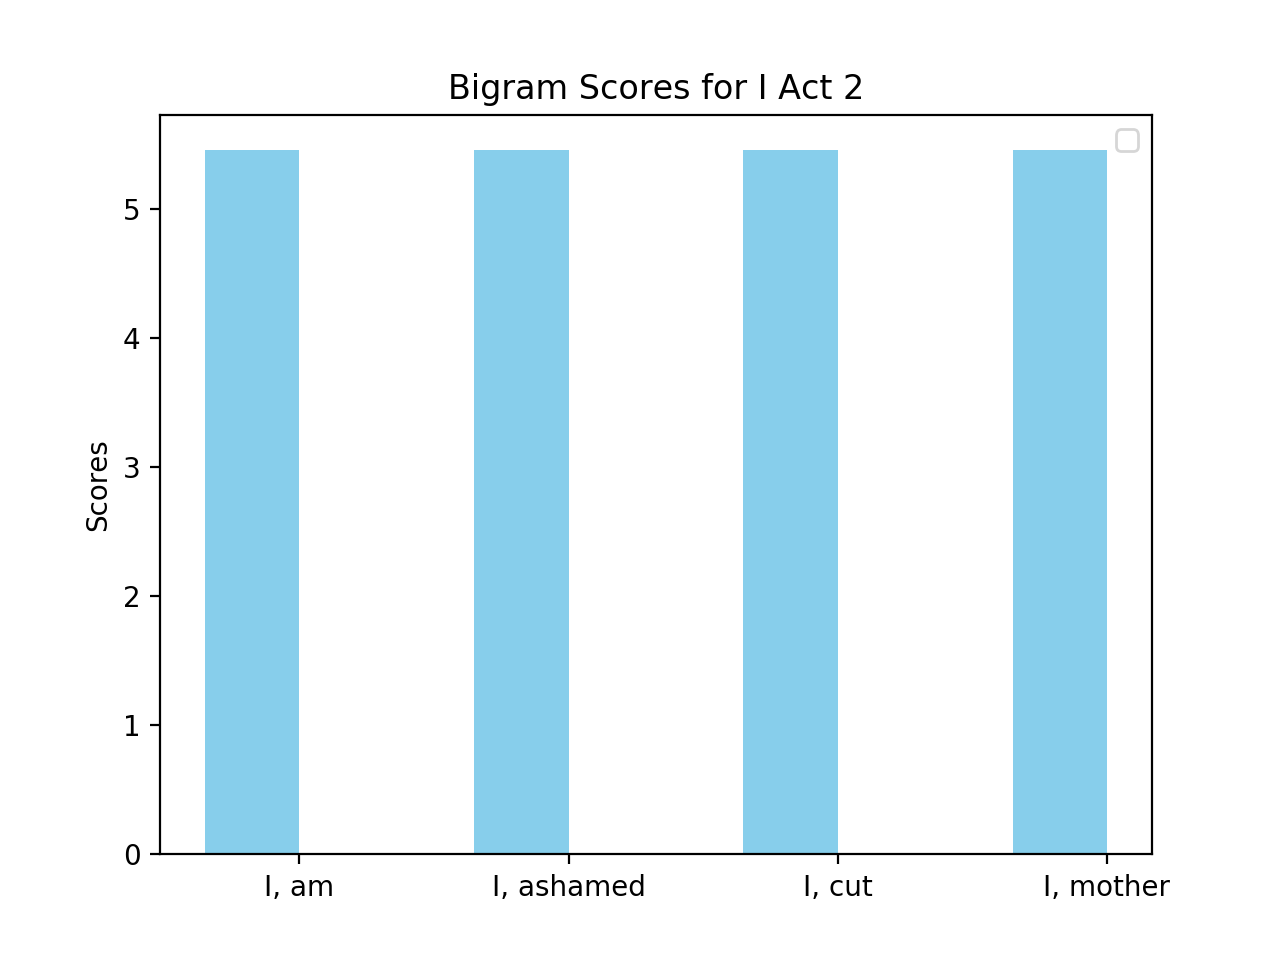 Bigram Scores for I Act 2
Scores
5
4
3
2
1
0
I, am
I, ashamed
I, cut
I, mother